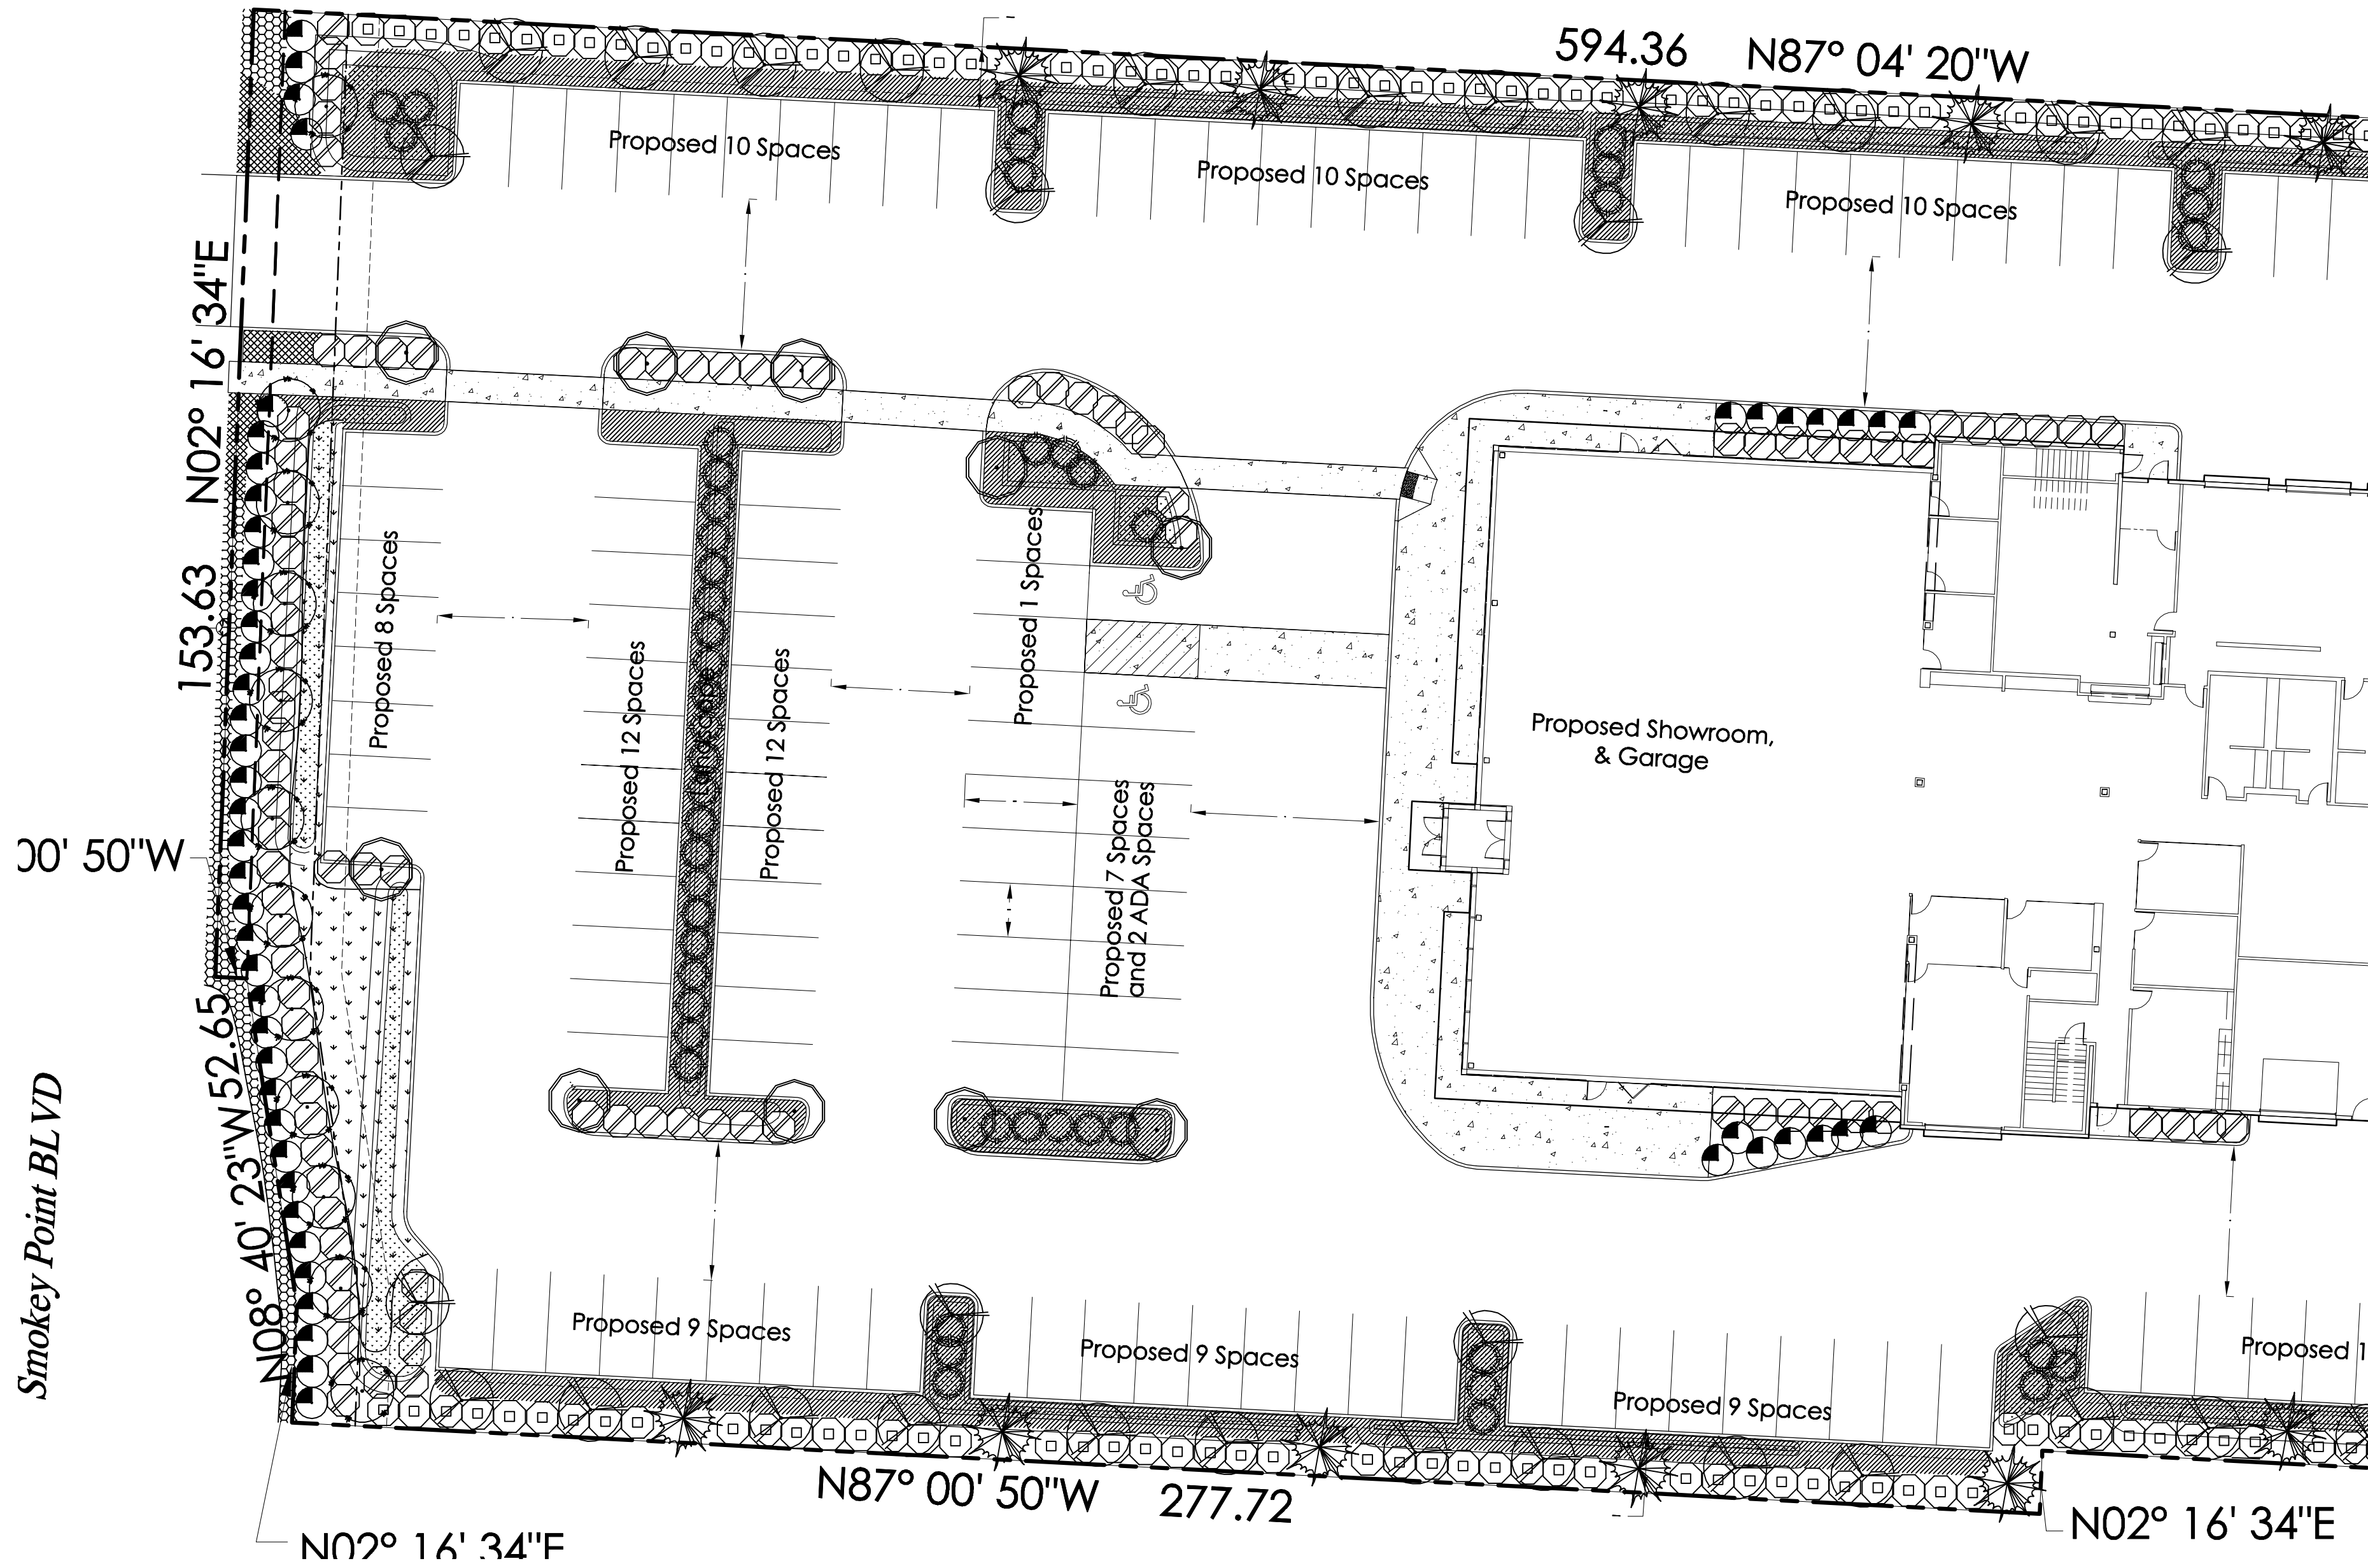 594.36 N87° 04' 20"W
Proposed 10 Spaces
Proposed 10 Spaces
Proposed 10 Spaces
153.63 N02° 16' 34"E
Proposed 8 Spaces
Proposed 12 Spaces
Landscape
Proposed 12 Spaces
Proposed 1 Spaces
Proposed 7 Spaces
and 2 ADA Spaces
Proposed Showroom,
& Garage
00' 50"W
N08° 40' 23"W 52.65
Smokey Point BLVD
Proposed 9 Spaces
Proposed 9 Spaces
Proposed 9 Spaces
Proposed 1
N87° 00' 50"W 277.72
N02° 16' 34"E
N02° 16' 34"E